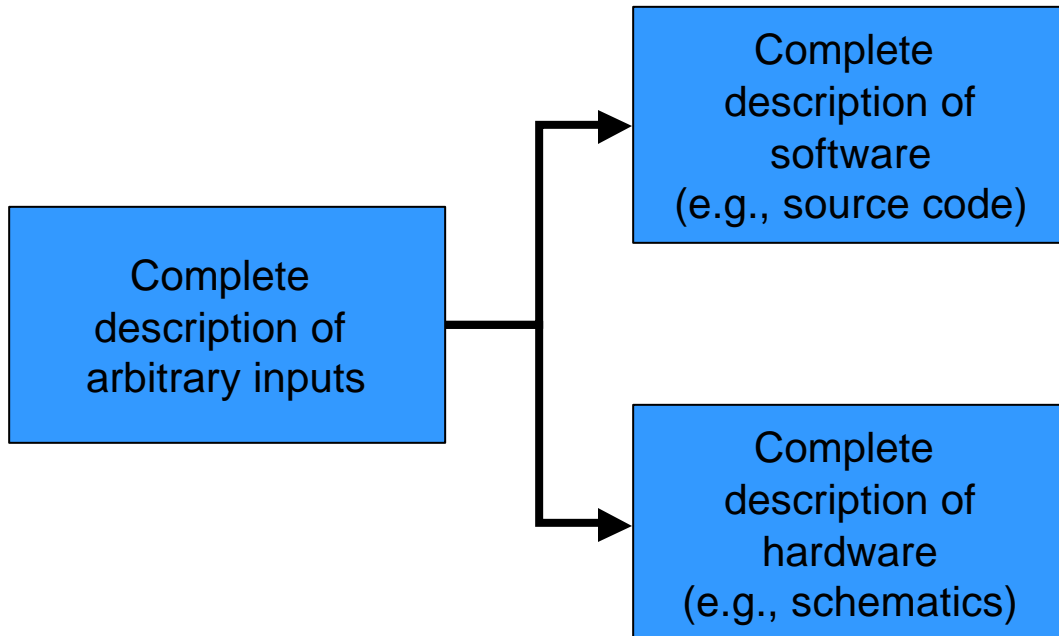 Complete
description of
arbitrary inputs
Complete
description of
software
(e.g., source code)
Complete
description of
hardware
(e.g., schematics)